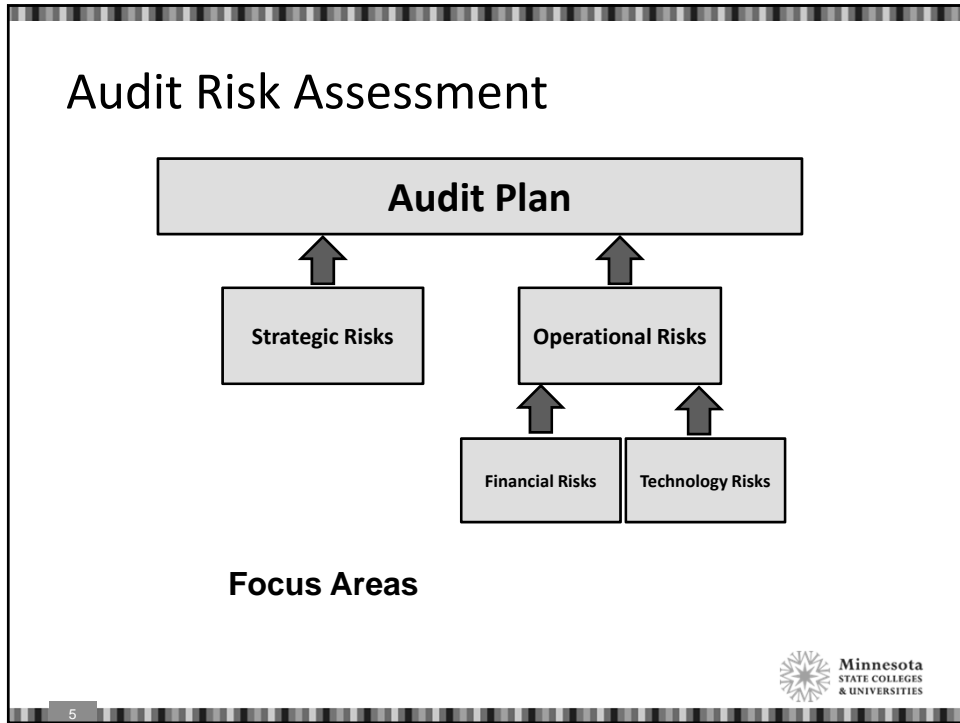 Audit Risk Assessment
Audit Plan
Strategic Risks
Operational Risks
Financial Risks
Technology Risks
Focus Areas
Minnesota
STATE COLLEGES
& UNIVERSITIES
5